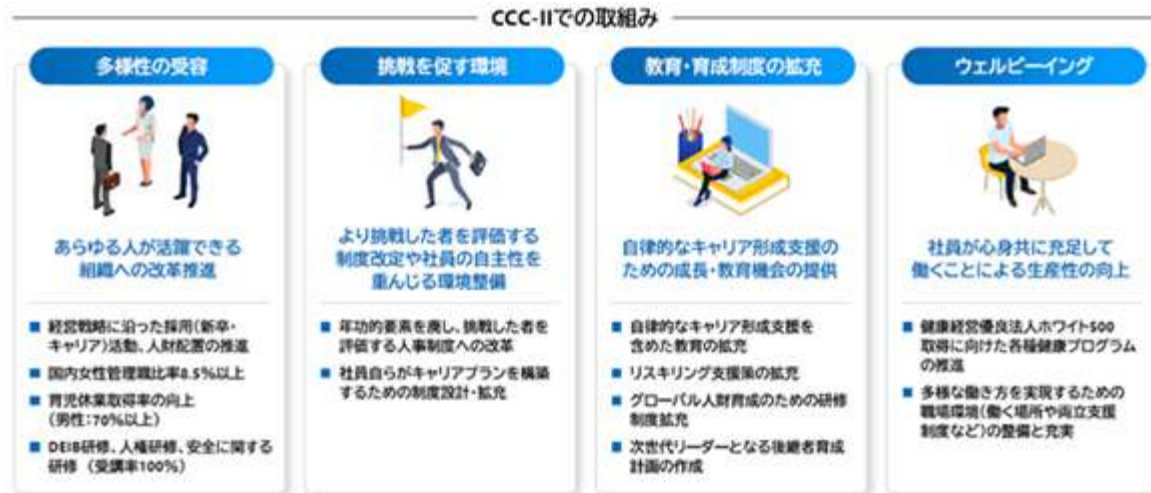 CCC-IIでの取組み
多様性の受容
あらゆる人が活躍できる
組織への改革推進
■ 経営戦略に沿った採用（新卒・
キャリア）活動、人財配置の推進
■ 国内女性管理職比率8.5％以上
■ 育児休業取得率の向上
（男性：70％以上）
■ DEIB研修、人権研修、安全に関する
研修 （受講率100％）
挑戦を促す環境
より挑戦した者を評価する
制度改定や社員の自主性を
重んじる環境整備
■ 年功的要素を廃し、挑戦した者を
評価する人事制度への改革
■ 社員自らがキャリアプランを構築
するための制度設計・拡充
教育・育成制度の拡充
自律的なキャリア形成支援の
ための成長・教育機会の提供
■ 自律的なキャリア形成支援を
含めた教育の拡充
■ リスキリング支援策の拡充
■ グローバル人財育成のための研修
制度拡充
■ 次世代リーダーとなる後継者育成
計画の作成
ウェルビーイング
社員が心身共に充足して
働くことによる生産性の向上
■ 健康経営優良法人ホワイト500
取得に向けた各種健康プログラム
の推進
■ 多様な働き方を実現するための
職場環境（働く場所や両立支援
制度など）の整備と充実